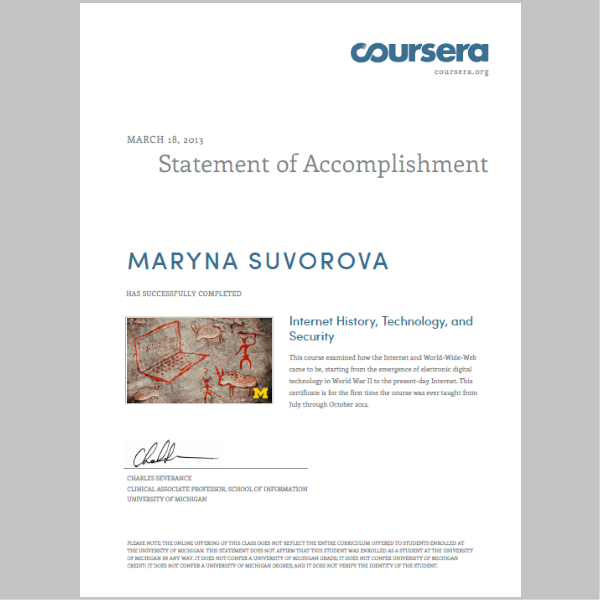 coursera
coursera.org
MARCH 18, 2013
Statement of Accomplishment
MARYNA SUVOROVA
HAS SUCCESSFULLY COMPLETED
Internet History, Technology, and
Security
This course examined how the Internet and World-Wide-Web
came to be, starting from the emergence of electronic digital
technology in World War II to the present-day Internet. This
certificate is for the first time the course was ever taught from
July through October 2012.
M
CHARLES SEVERANCE
CLINICAL ASSOCIATE PROFESSOR, SCHOOL OF INFORMATION
UNIVERSITY OF MICHIGAN
PLEASE NOTE: THE ONLINE OFFERING OF THIS CLASS DOES NOT REFLECT THE ENTIRE CURRICULUM OFFERED TO STUDENTS ENROLLED AT
THE UNIVERSITY OF MICHIGAN. THIS STATEMENT DOES NOT AFFIRM THAT THIS STUDENT WAS ENROLLED AS A STUDENT AT THE UNIVERSITY
OF MICHIGAN IN ANY WAY. IT DOES NOT CONFER A UNIVERSITY OF MICHIGAN GRADE; IT DOES NOT CONFER UNIVERSITY OF MICHIGAN
CREDIT; IT DOES NOT CONFER A UNIVERSITY OF MICHIGAN DEGREE; AND IT DOES NOT VERIFY THE IDENTITY OF THE STUDENT.